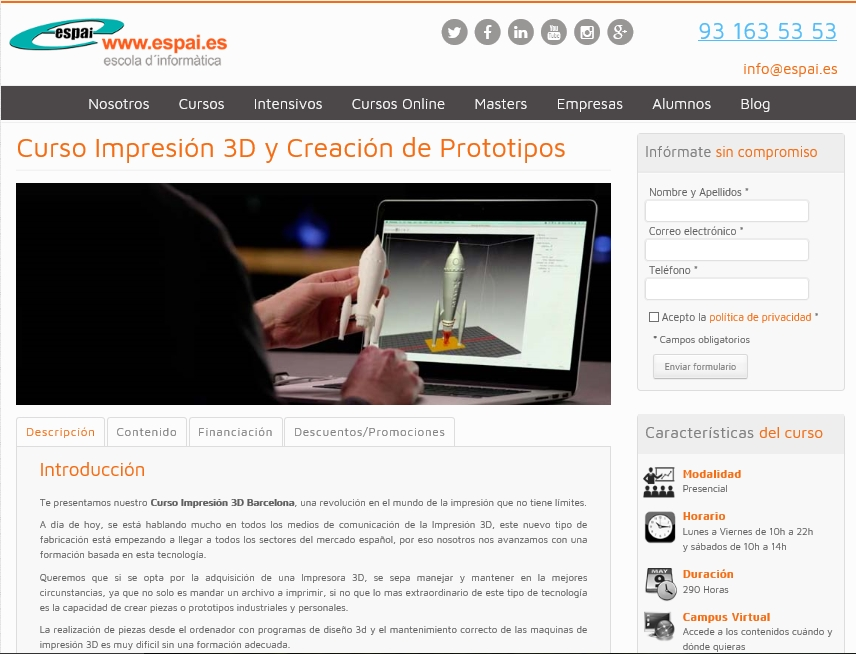 espai
www.espai.es
escola d´informàtica
93 163 53 53
info@espai.es
Nosotros Cursos Intensivos Cursos Online Masters Empresas Alumnos Blog
Curso Impresión 3D y Creación de Prototipos
Descripción Contenido Financiación Descuentos/Promociones
Introducción
Te presentamos nuestro Curso Impresión 3D Barcelona, una revolución en el mundo de la impresión que no tiene límites.
A día de hoy, se está hablando mucho en todos los medios de comunicación de la Impresión 3D, este nuevo tipo de
fabricación está empezando a llegar a todos los sectores del mercado español, por eso nosotros nos avanzamos con una
formación basada en esta tecnología.
Queremos que si se opta por la adquisición de una Impresora 3D, se sepa manejar y mantener en la mejores
circunstancias, ya que no solo es mandar un archivo a imprimir, si no que lo mas extraordinario de este tipo de tecnología
es la capacidad de crear piezas o prototipos industriales y personales.
La realización de piezas desde el ordenador con programas de diseño 3d y el mantenimiento correcto de las maquinas de
impresión 3D es muy difícil sin una formación adecuada.
Infórmate sin compromiso
Nombre y Apellidos *
Correo electrónico *
Teléfono *
Acepto la política de privacidad *
* Campos obligatorios
Enviar formulario
Características del curso
Modalidad
Presencial
Horario
Lunes a Viernes de 10h a 22h
y sábados de 10h a 14h
MAY
9
Duración
290 Horas
Campus Virtual
Accede a los contenidos cuándo y
dónde quieras